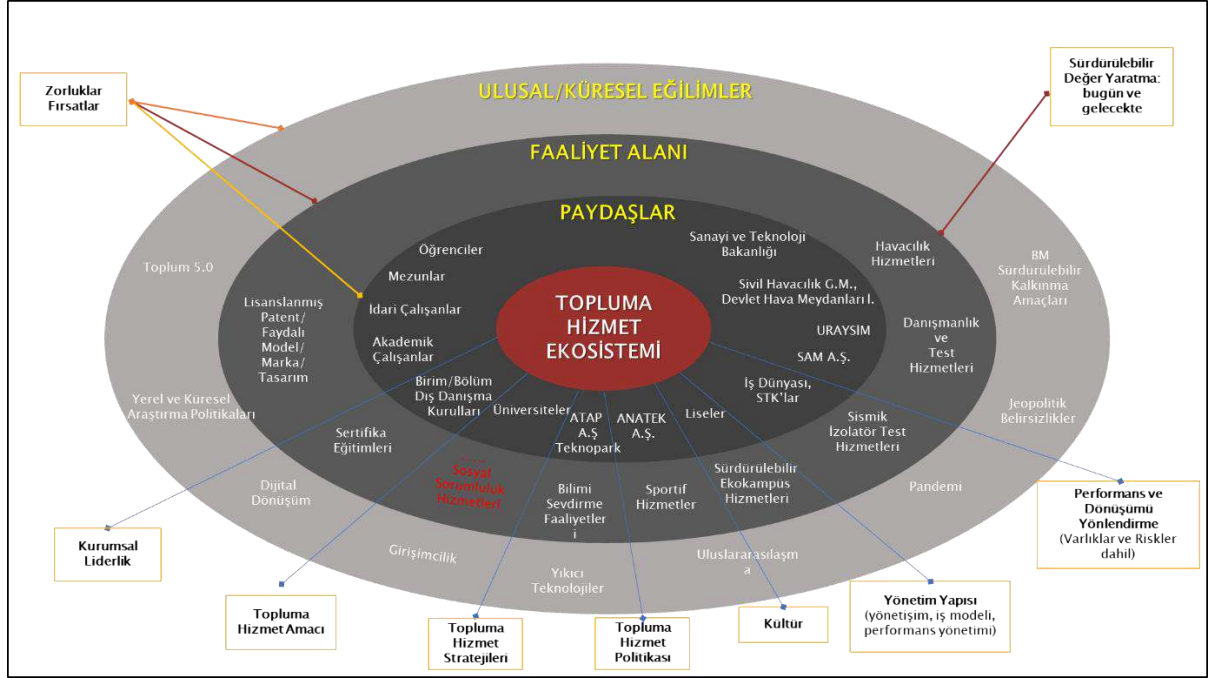 Zorluklar
Fırsatlar
Sürdürülebilir
Değer Yaratma:
bugün ve
gelecekte
ULUSAL/KÜRESEL EĞİLİMLER
FAALİYET ALANI
PAYDAŞLAR
TOPLUMA
HİZMET
EKOSİSTEMİ
Öğrenciler
Mezunlar
İdari Çalışanlar
Akademik
Çalışanlar
Birim/Bölüm
Dış Danışma
Kurulları
Üniversiteler
ATAP
A.Ş
Teknopark
ANATEK
A.Ş.
Liseler
İş Dünyası,
STK'lar
SAM A.Ş.
URAYSIM
Sivil Havacılık G.M.,
Devlet Hava Meydanları I.
Sanayi ve Teknoloji
Bakanlığı
Lisanslanmış
Patent/
Faydalı
Model/
Marka/
Tasarım
Sertifika
Eğitimleri
Sosyal
Sorumluluk
Hizmetleri
Bilimi
Sevdirme
Faaliyetler
i
Sportif
Hizmetler
Sürdürülebilir
Ekokampüs
Hizmetleri
Sismik
İzolatör Test
Hizmetleri
Danışmanlık
ve
Test
Hizmetleri
Havacılık
Hizmetleri
Toplum 5.0
Yerel ve Küresel
Araştırma Politikaları
Dijital
Dönüşüm
Girişimcilik
Yıkıcı
Teknolojiler
Uluslararasılaşm
a
Pandemi
Jeopolitik
Belirsizlikler
BM
Sürdürülebilir
Kalkınma
Amaçları
Kurumsal
Liderlik
Topluma
Hizmet Amacı
Topluma
Hizmet
Stratejileri
Topluma
Hizmet
Politikası
Kültür
Yönetim Yapısı
(yönetişim, iş modeli,
performans yönetimi)
Performans ve
Dönüşümü
Yönlendirme
(Varlıklar ve Riskler
dahil)